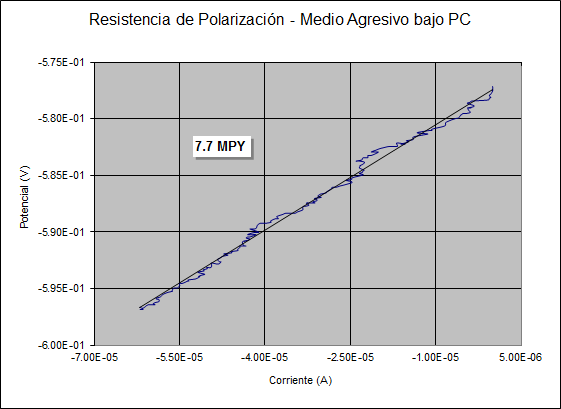 Resistencia de Polarización - Medio Agresivo bajo PC
-5.75E-01
-5.80E-01
7.7 MPY
-5.85E-01
Potencial (V)
-5.90E-01
-5.95E-01
-6.00E-01
-7.00E-05 -5.50E-05 -4.00E-05 -2.50E-05 -1.00E-05 5.00E-06
Corriente (A)